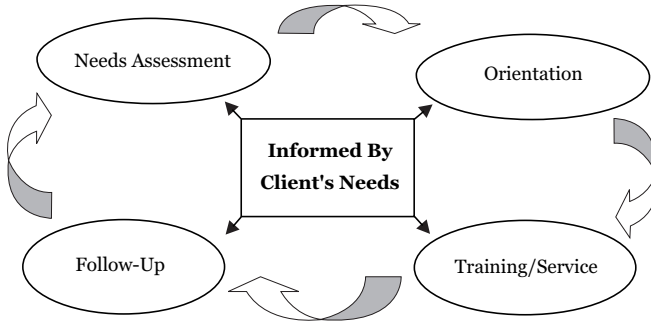 Needs Assessment
Orientation
Informed By
Client's Needs
Follow-Up
Training/Service